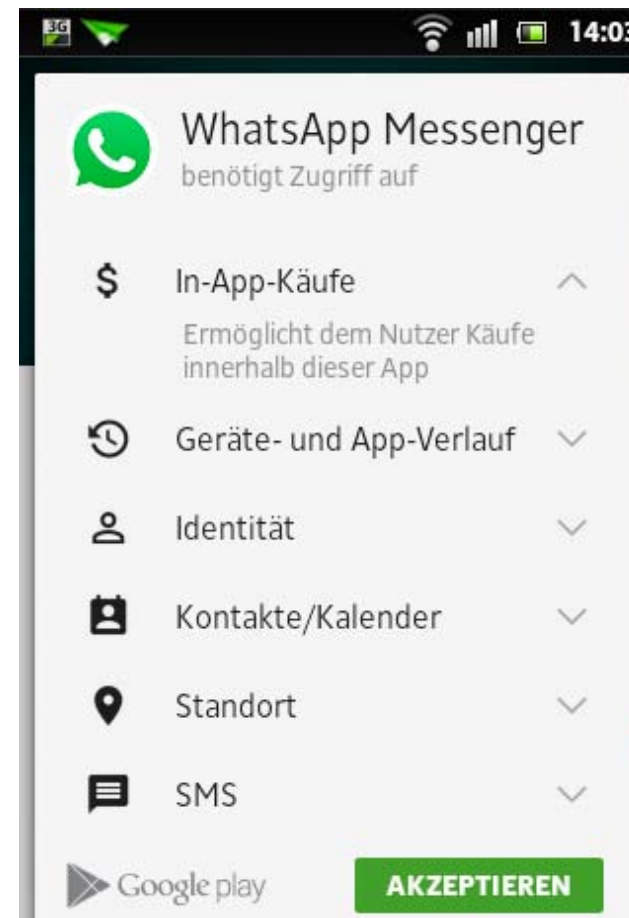 3G
14:03
WhatsApp Messenger
benötigt Zugriff auf
In-App-Käufe
Ermöglicht dem Nutzer Käufe
innerhalb dieser App
Geräte- und App-Verlauf
Identität
Kontakte/Kalender
Standort
SMS
Google play
AKZEPTIEREN